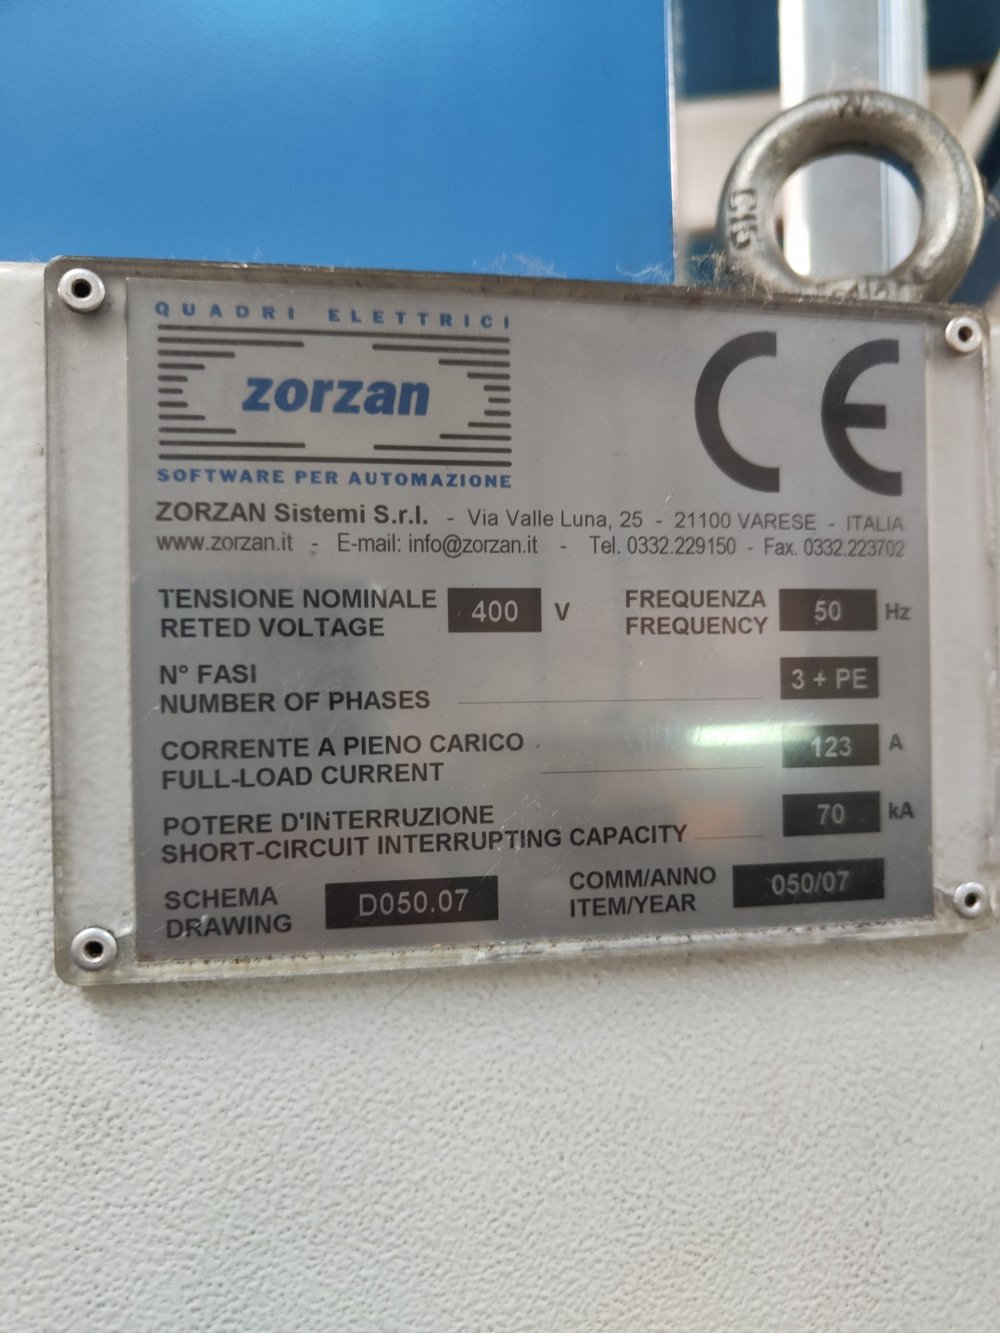 QUADRI ELETTRICI
zorzan
SOFTWARE PER AUTOMAZIONE
CE
ZORZAN Sistemi S.r.l. - Via Valle Luna, 25 - 21100 VARESE - ITALIA
www.zorzan.it - E-mail: info@zorzan.it - Tel. 0332.229150 - Fax. 0332.223702
TENSIONE NOMINALE
RETED VOLTAGE
400 V
FREQUENZA
FREQUENCY
50 Hz
N° FASI
NUMBER OF PHASES
3 + PE
CORRENTE A PIENO CARICO
FULL-LOAD CURRENT
123 A
POTERE D'INTERRUZIONE
SHORT-CIRCUIT INTERRUPTING CAPACITY
70 kA
SCHEMA
DRAWING
D050.07
COMM/ANNO
ITEM/YEAR
050/07